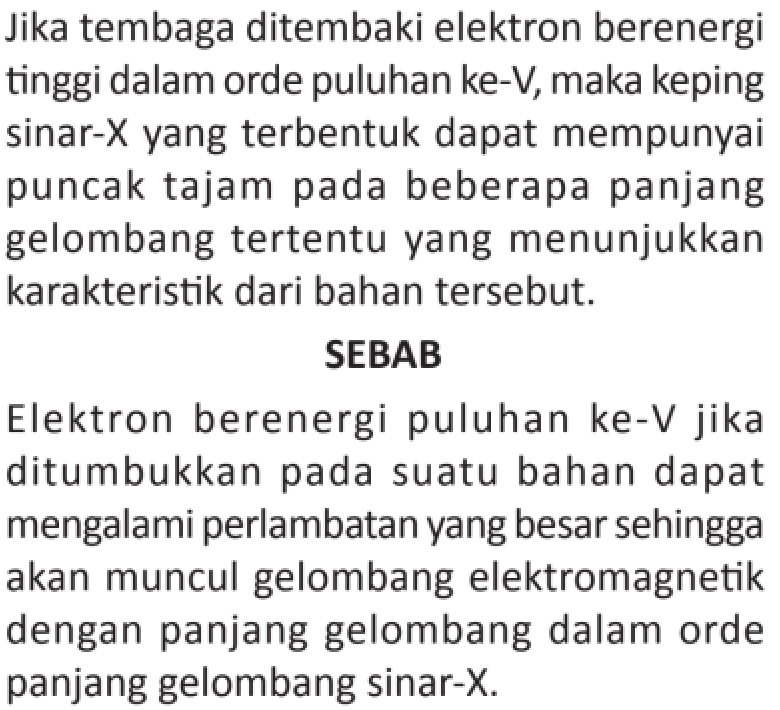 Jika tembaga ditembaki elektron berenergi
tinggi dalam orde puluhan ke-V, maka keping
sinar-X yang terbentuk dapat mempunyai
puncak tajam pada beberapa panjang
gelombang tertentu yang menunjukkan
karakteristik dari bahan tersebut.
SEBAB
Elektron berenergi puluhan ke-V jika
ditumbukkan pada suatu bahan dapat
mengalami perlambatan yang besar sehingga
akan muncul gelombang elektromagnetik
dengan panjang gelombang dalam orde
panjang gelombang sinar-X.